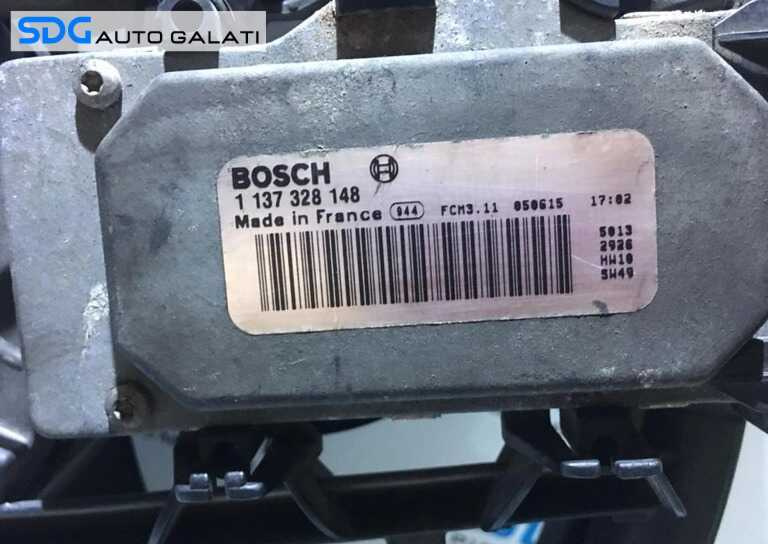 SDG AUTO GALATI
BOSCH
1 137 328 148
Made in France 944 FCM3.11 050615 17:02
5013
2926
HW10
SW49